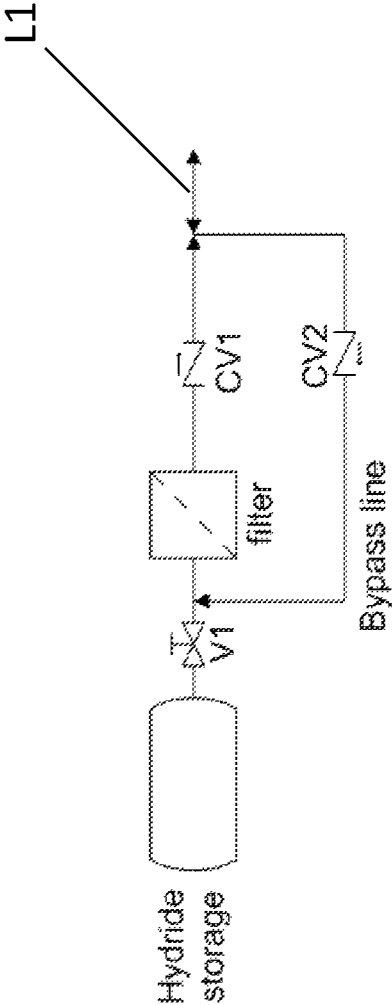 L1
CV1
CV2
filter
Bypass line
V1
Hydride
storage